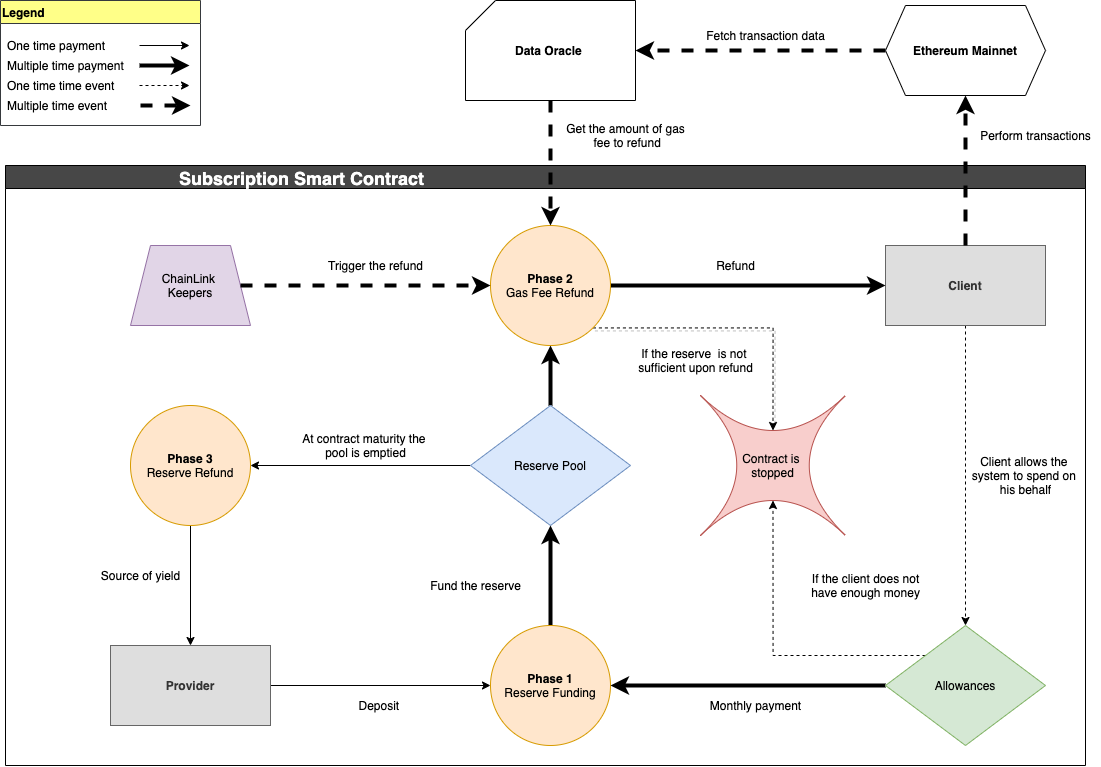 Legend
One time payment
Multiple time payment
One time time event
Multiple time event
Data Oracle
Fetch transaction data
Ethereum Mainnet
Get the amount of gas
fee to refund
Perform transactions
Subscription Smart Contract
ChainLink
Keepers
Trigger the refund
Phase 2
Gas Fee Refund
Refund
Client
If the reserve  is not
sufficient upon refund
Phase 3
Reserve Refund
At contract maturity the
pool is emptied
Reserve Pool
Contract is
stopped
Client allows the
system to spend on
his behalf
Source of yield
Fund the reserve
If the client does not
have enough money
Provider
Deposit
Phase 1
Reserve Funding
Monthly payment
Allowances